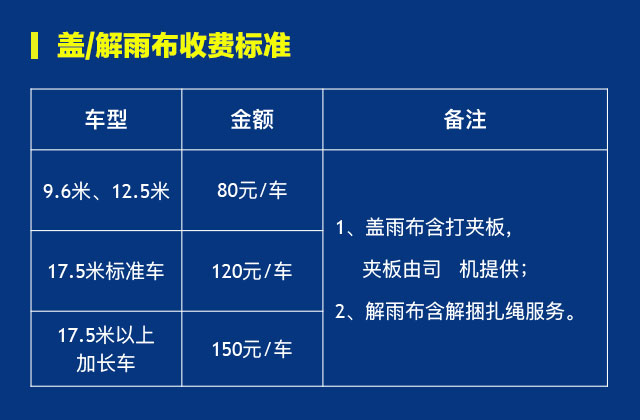 盖/解雨布收费标准
车型 金额 备注
9.6米、12.5米 80元/车
17.5米标准车 120元/车
17.5米以上
加长车
150元/车
1、盖雨布含打夹板,
夹板由司 机提供;
2、解雨布含解捆扎绳服务。